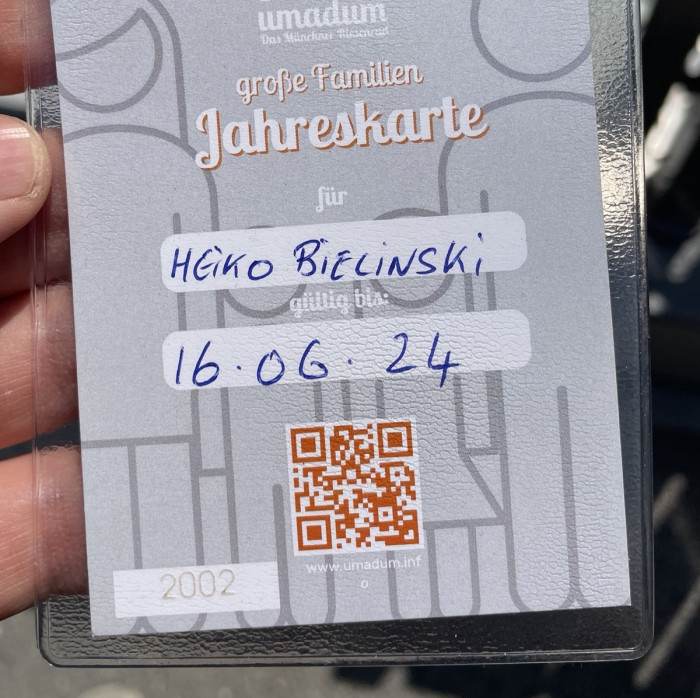 umadum
Das Münchner Riesenrad
große Familien
Jahreskarte
für
HEIKO BIELINSKI
gültig bis:
16.06.24
www.umadum.inf
o
2002